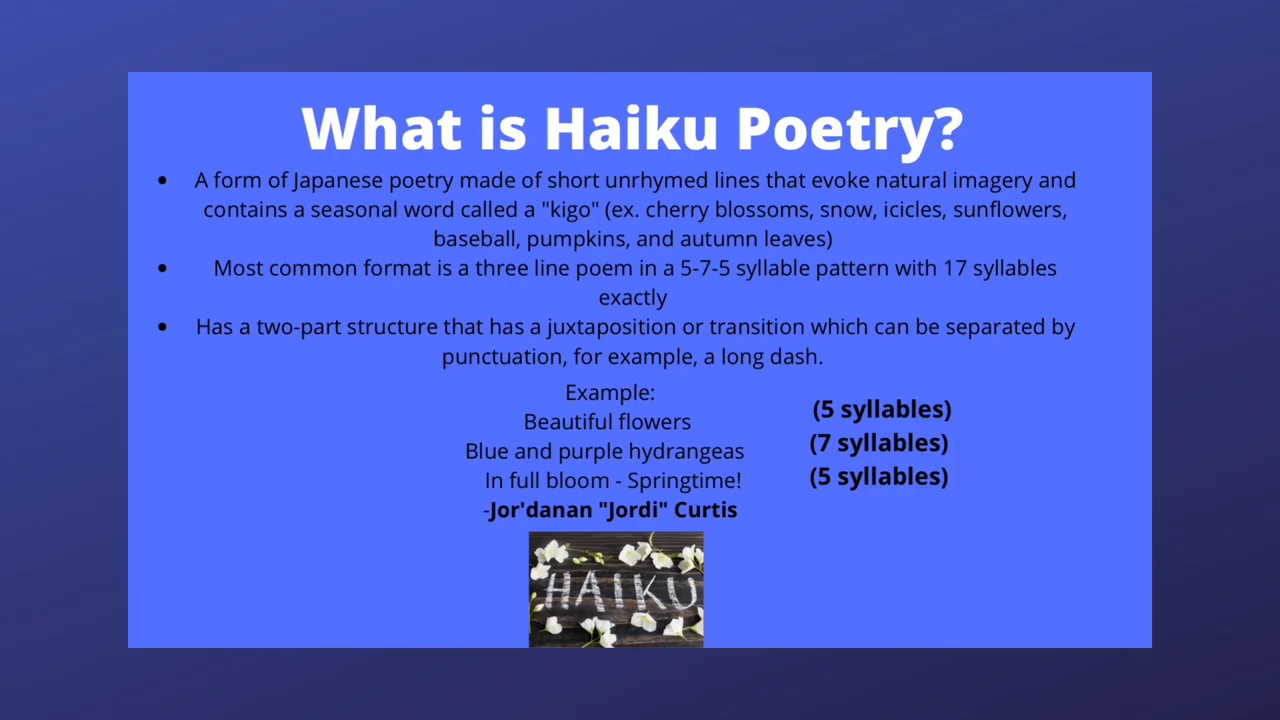 What is Haiku Poetry?
• A form of Japanese poetry made of short unrhymed lines that evoke natural imagery and
contains a seasonal word called a "kigo" (ex. cherry blossoms, snow, icicles, sunflowers,
baseball, pumpkins, and autumn leaves)
• Most common format is a three line poem in a 5-7-5 syllable pattern with 17 syllables
exactly
• Has a two-part structure that has a juxtaposition or transition which can be separated by
punctuation, for example, a long dash.
Example:
Beautiful flowers
(5 syllables)
Blue and purple hydrangeas
(7 syllables)
In full bloom - Springtime!
(5 syllables)
-Jor'danan "Jordi" Curtis
HAIKU